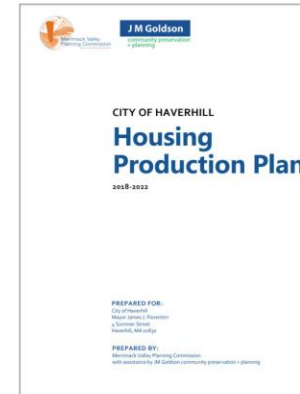 Merrimack Valley
Planning Commission
J M Goldson
community preservation
+ planning
CITY OF HAVERHILL
Housing
Production Plan
2018-2022
PREPARED FOR:
City of Haverhill
Mayor James J. Fiorentini
4 Summer Street
Haverhill, MA 01830
PREPARED BY:
Merrimack Valley Planning Commission
with assistance by JM Goldson community preservation + planning